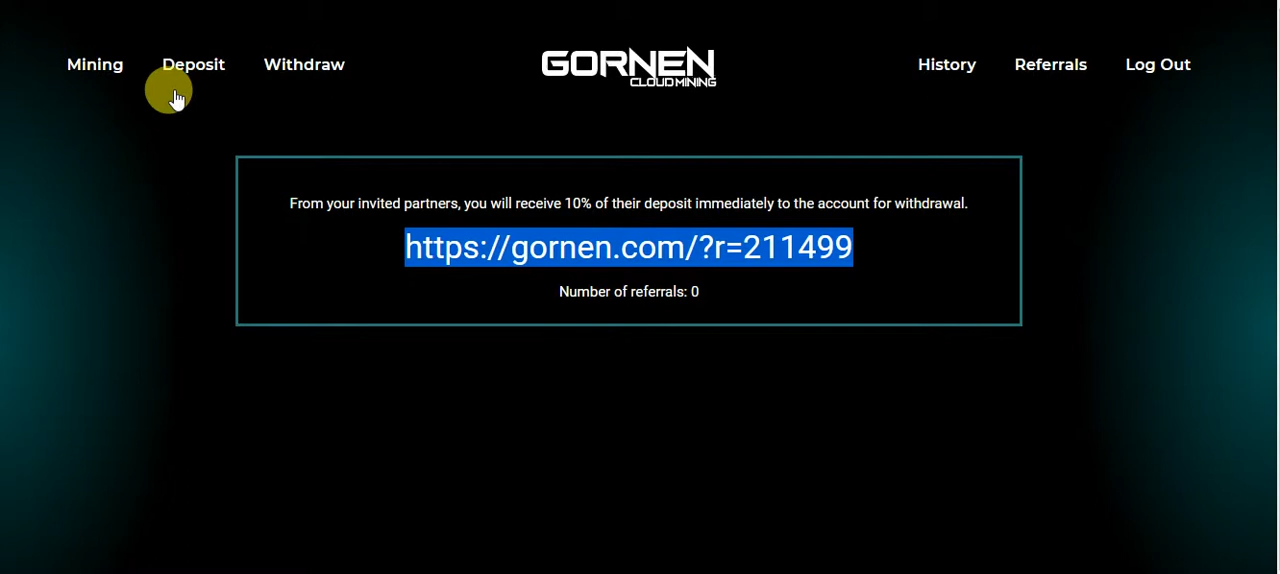 Mining Deposit Withdraw GORNEN History Referrals Log Out
CLOUD MINING
From your invited partners, you will receive 10% of their deposit immediately to the account for withdrawal.
https://gornen.com/?r=211499
Number of referrals: 0